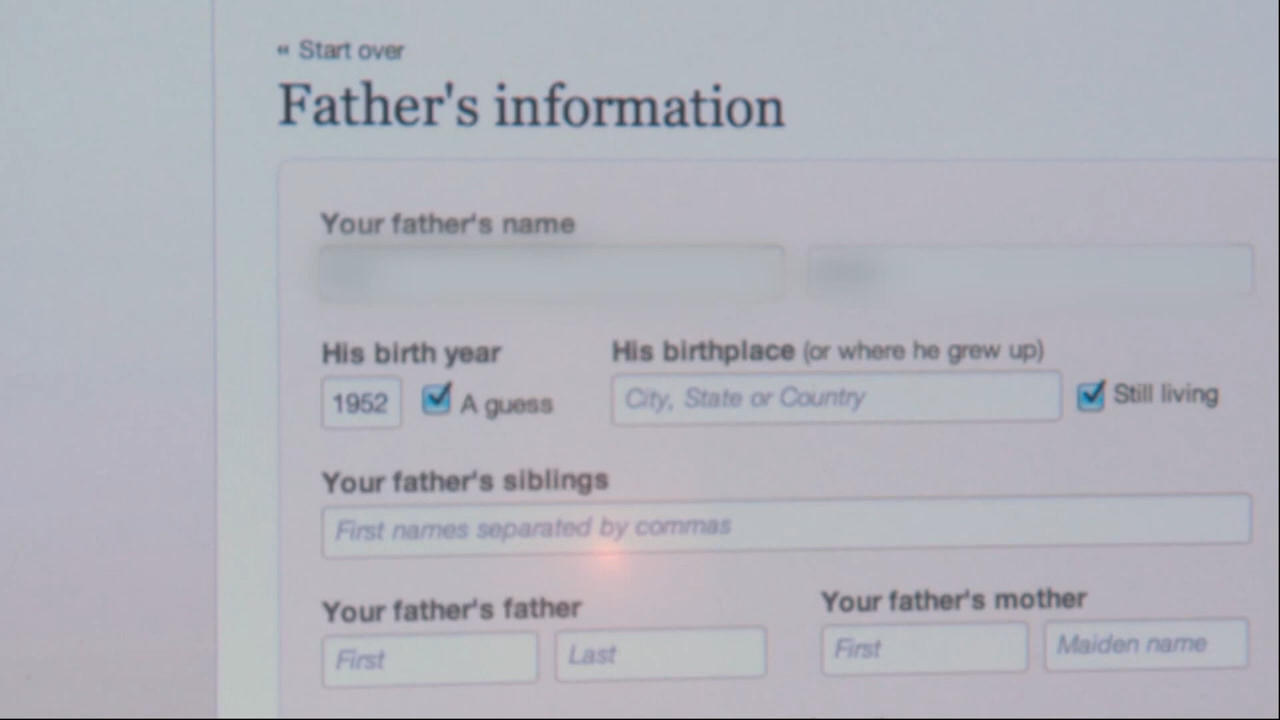 « Start over
Father's information
Your father's name
His birth year His birthplace (or where he grew up)
1952 A guess City, State or Country Still living
Your father's siblings
First names separated by commas
Your father's father Your father's mother
First Last First Maiden name